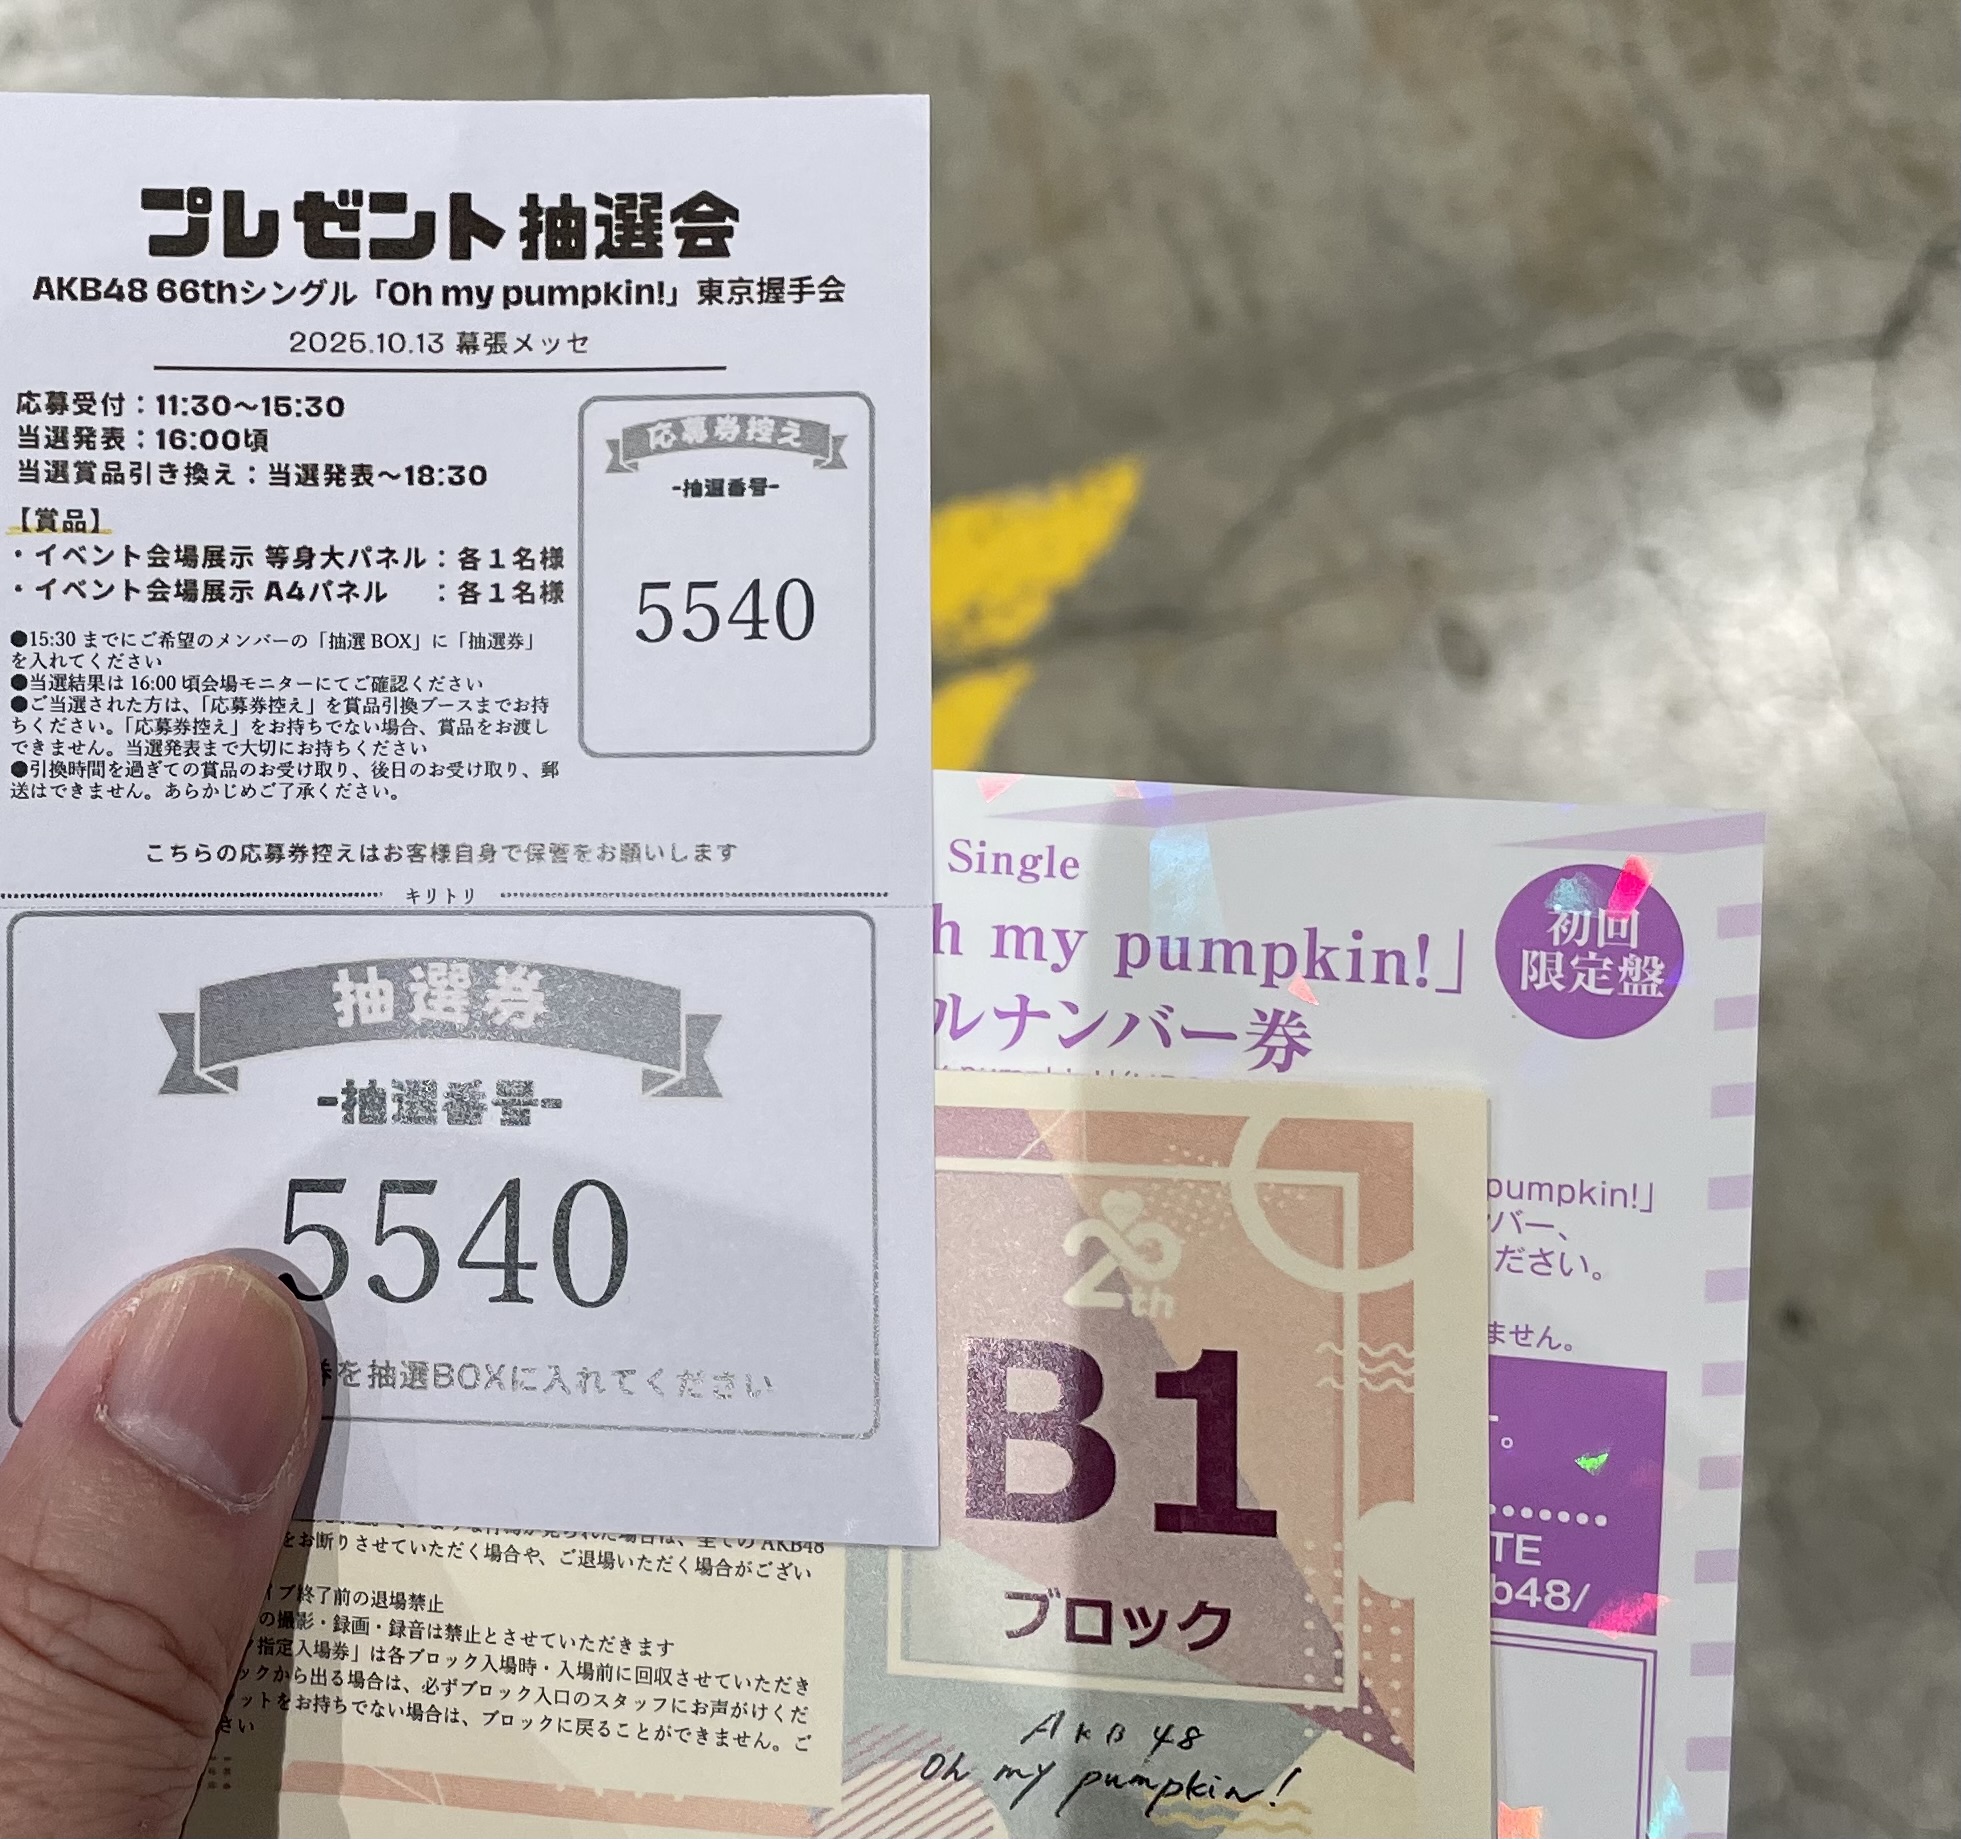 プレゼント抽選会
AKB48 66thシングル「Oh my pumpkin!」東京握手会
2025.10.13 幕張メッセ
応募受付：11:30〜15:30
当選発表：16:00頃
当選賞品引き換え：当選発表〜18:30
【賞品】
・イベント会場展示 等身大パネル：各１名様
・イベント会場展示 A4パネル　：各１名様
●15:30 までにご希望のメンバーの「抽選 BOX」に「抽選券」
を入れてください
●当選結果は 16:00 頃会場モニターにてご確認ください
●ご当選された方は、「応募券控え」を賞品引換ブースまでお持
ちください。「応募券控え」をお持ちでない場合、賞品をお渡し
できません。当選発表まで大切にお持ちください
●引換時間を過ぎての賞品のお受け取り、後日のお受け取り、郵
送はできません。あらかじめご了承ください。
応募券控え
-抽選番号-
5540
こちらの応募券控えはお客様自身で保管をお願いします
キリトリ
抽選券
-抽選番号-
5540
券を抽選BOXに入れてください
Single
h my pumpkin!」
ルナンバー券
初回
限定盤
pumpkin!」
バー、
ください。
ません。
。
TE
b48/
20th
B1
ブロック
AKB48
Oh my pumpkin!
をお断りさせていただく場合や、ご退場いただく場合がござい
イブ終了前の退場禁止
の撮影・録画・録音は禁止とさせていただきます
指定入場券」は各ブロック入場時・入場前に回収させていただき
ックから出る場合は、必ずブロック入口のスタッフにお声がけくだ
ットをお持ちでない場合は、ブロックに戻ることができません。ご
さい